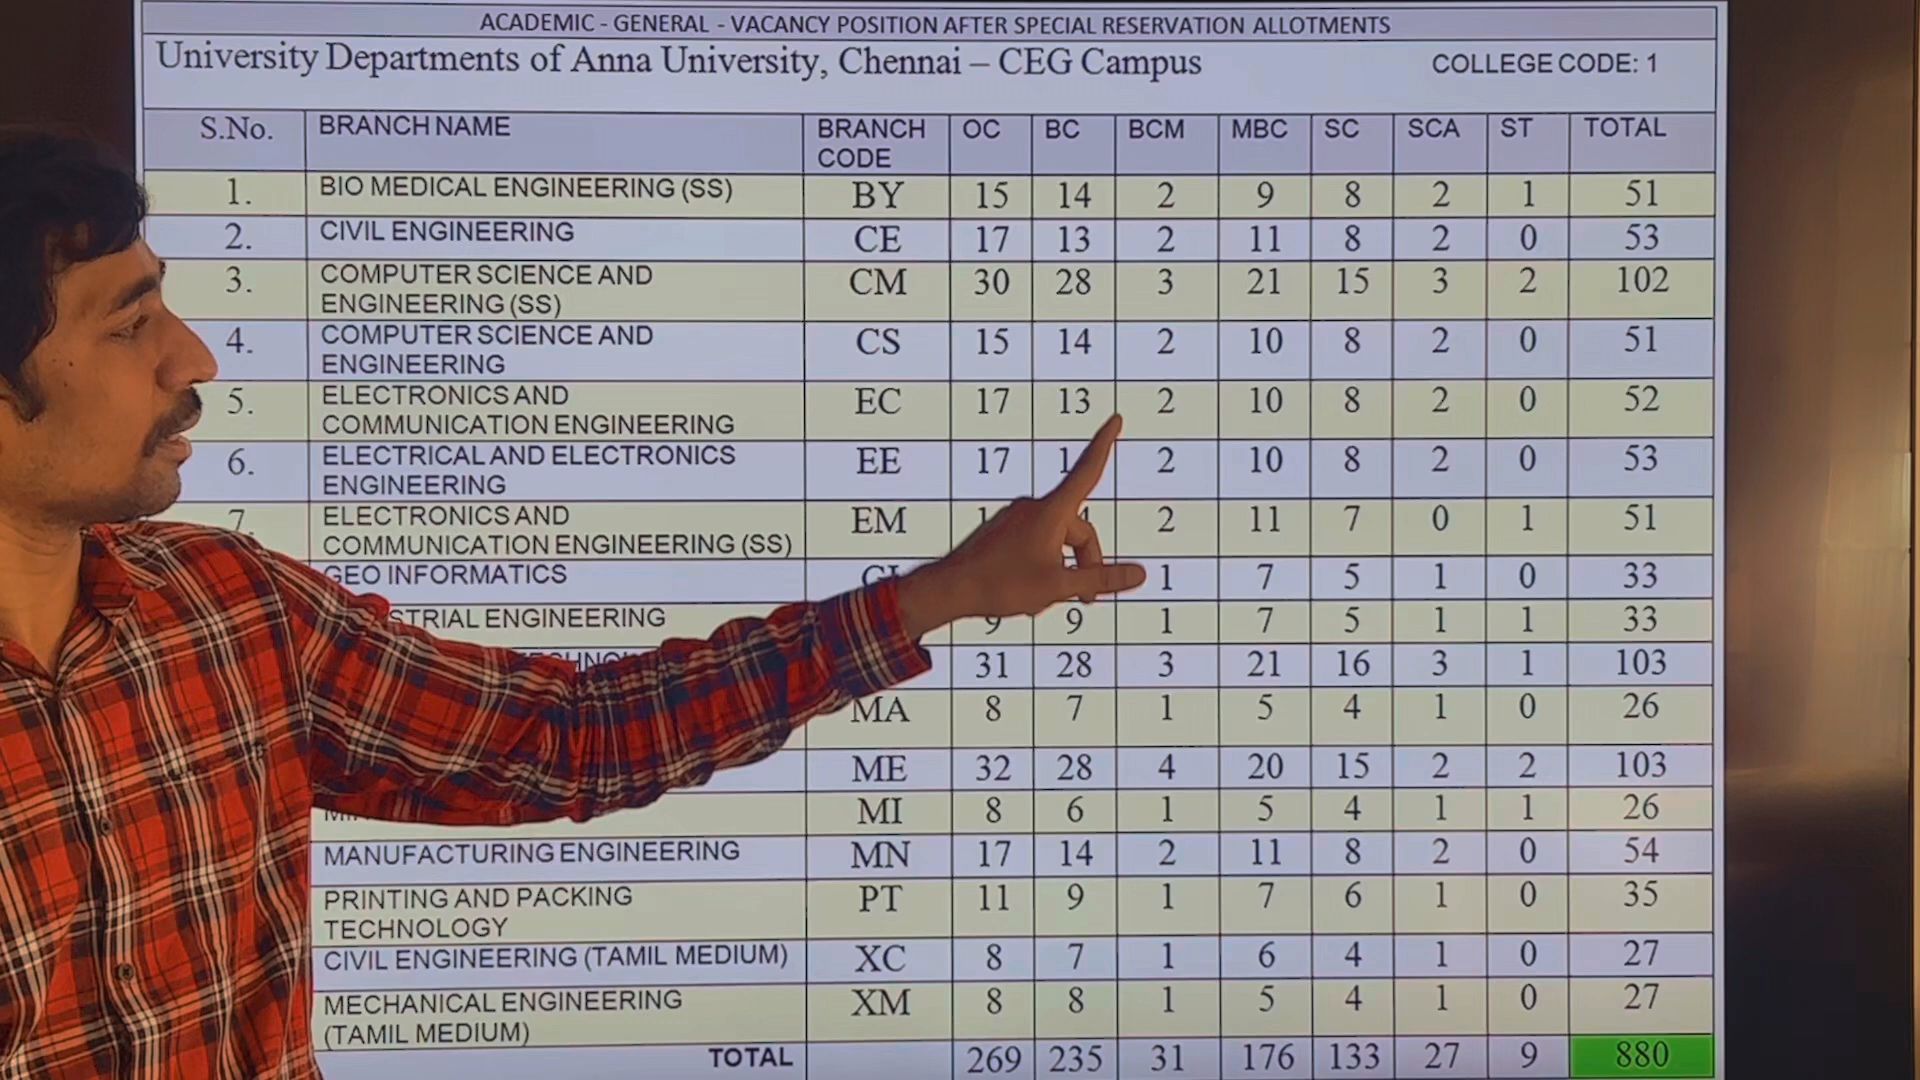 ACADEMIC - GENERAL - VACANCY POSITION AFTER SPECIAL RESERVATION ALLOTMENTS
University Departments of Anna University, Chennai – CEG Campus COLLEGE CODE: 1
S.No. BRANCH NAME BRANCH CODE OC BC BCM MBC SC SCA ST TOTAL
1. BIO MEDICAL ENGINEERING (SS) BY 15 14 2 9 8 2 1 51
2. CIVIL ENGINEERING CE 17 13 2 11 8 2 0 53
3. COMPUTER SCIENCE AND
ENGINEERING (SS) CM 30 28 3 21 15 3 2 102
4. COMPUTER SCIENCE AND
ENGINEERING CS 15 14 2 10 8 2 0 51
5. ELECTRONICS AND
COMMUNICATION ENGINEERING EC 17 13 2 10 8 2 0 52
6. ELECTRICAL AND ELECTRONICS
ENGINEERING EE 17 2 10 8 2 0 53
7. ELECTRONICS AND
COMMUNICATION ENGINEERING (SS) EM 2 11 7 0 1 51
GEO INFORMATICS 1 7 5 1 0 33
ENGINEERING 9 9 1 7 5 1 1 33
31 28 3 21 16 3 1 103
MA 8 7 1 5 4 1 0 26
ME 32 28 4 20 15 2 2 103
MI 8 6 1 5 4 1 1 26
MANUFACTURING ENGINEERING MN 17 14 2 11 8 2 0 54
PRINTING AND PACKING
TECHNOLOGY PT 11 9 1 7 6 1 0 35
CIVIL ENGINEERING (TAMIL MEDIUM) XC 8 7 1 6 4 1 0 27
MECHANICAL ENGINEERING
(TAMIL MEDIUM) XM 8 8 1 5 4 1 0 27
TOTAL 269 235 31 176 133 27 9 880